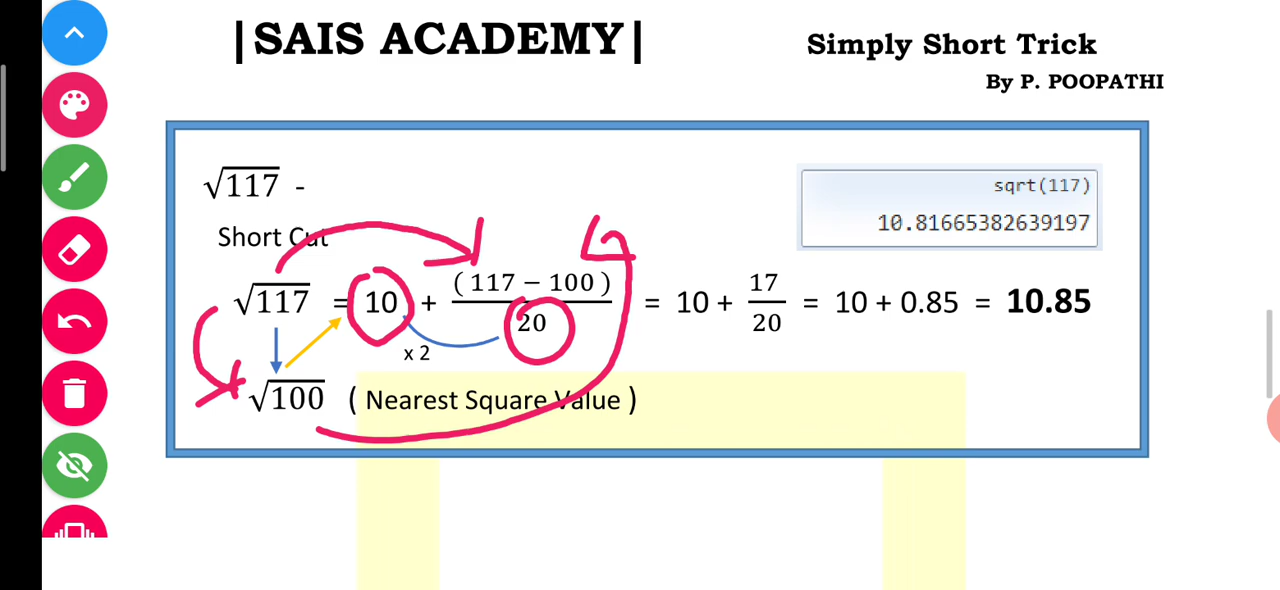 |SAIS ACADEMY|
Simply Short Trick
By P. POOPATHI
√117 -
sqrt(117)
10.81665382639197
Short Cut
√117 = 10 + (117 − 100)/20 = 10 + 17/20 = 10 + 0.85 = 10.85
x 2
√100 ( Nearest Square Value )